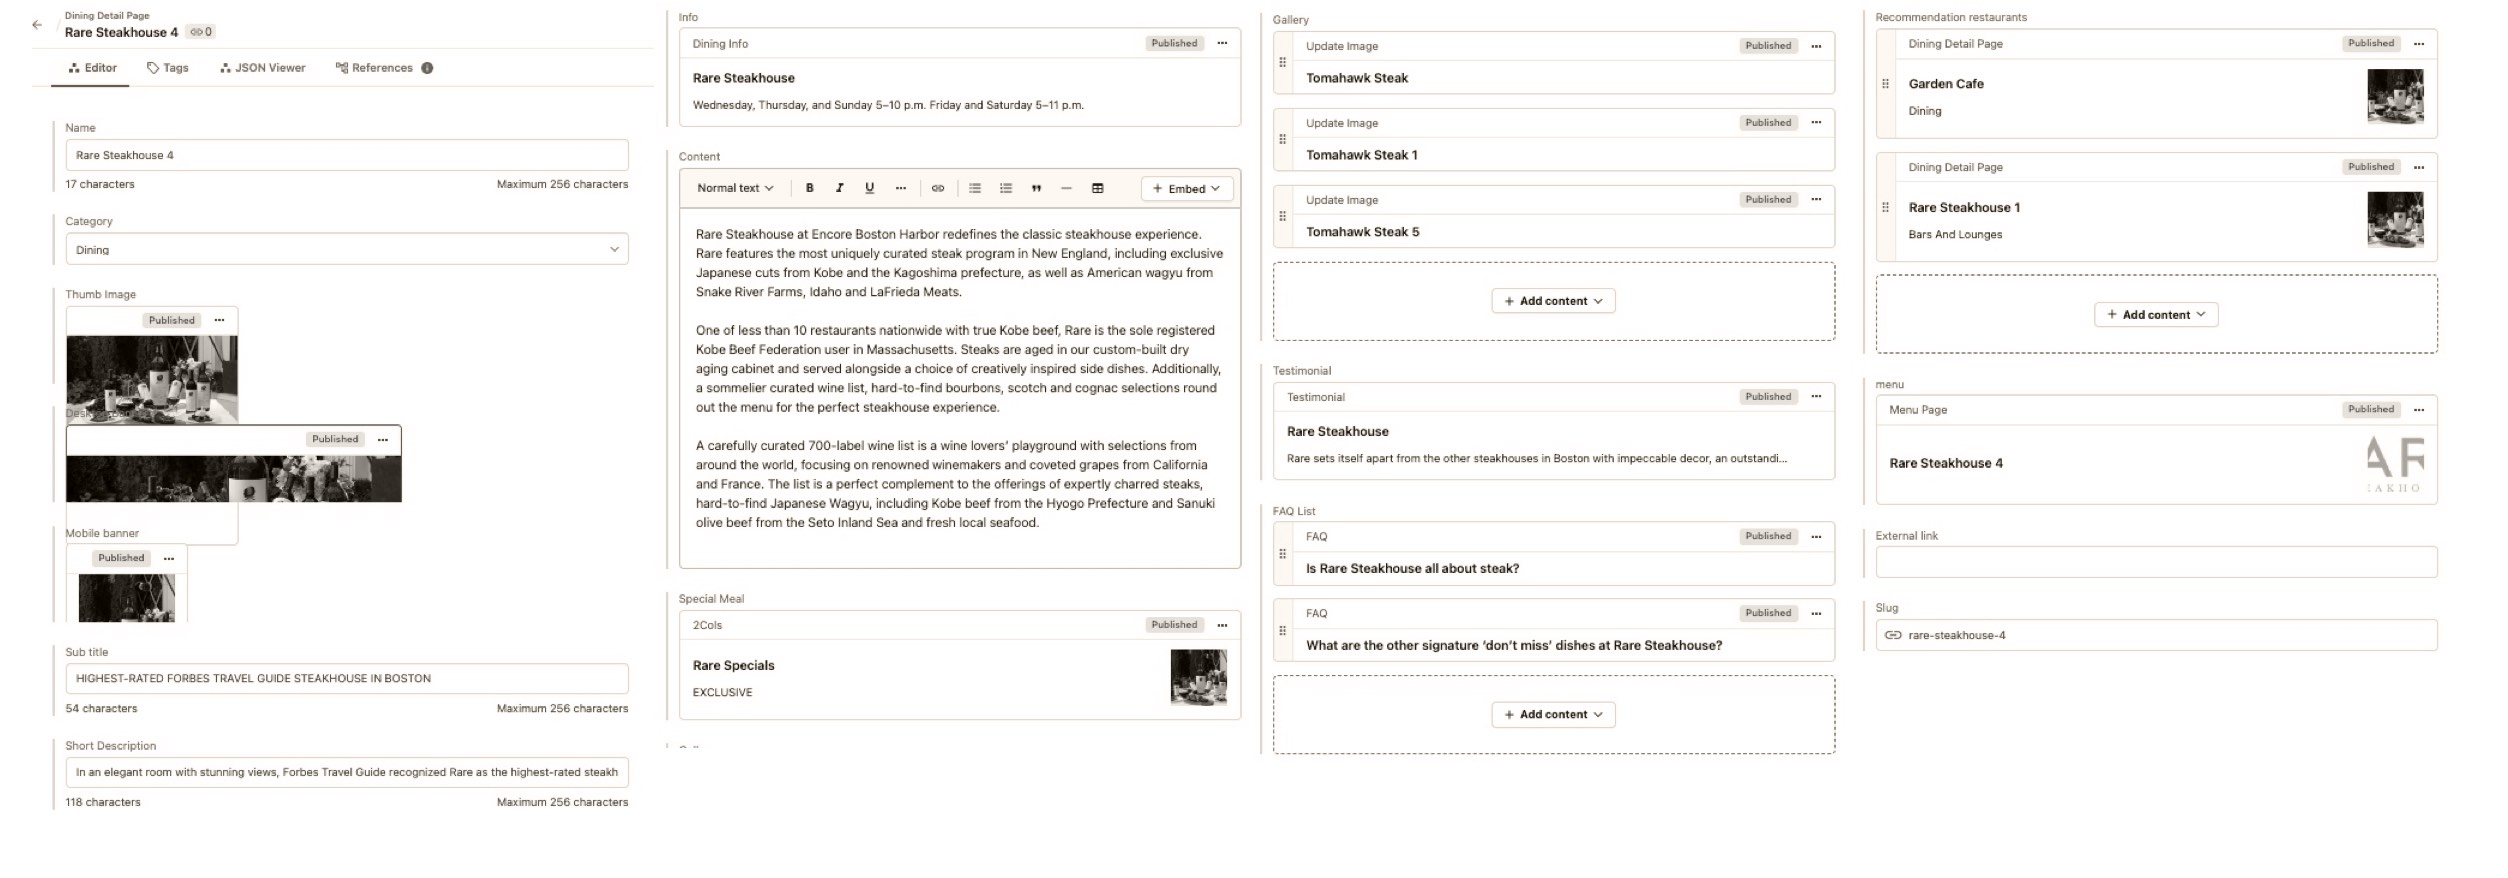 Dining Detail Page
Rare Steakhouse 4 0
Editor Tags JSON Viewer References
Name
Rare Steakhouse 4
17 characters Maximum 256 characters
Category
Dining
Thumb Image
Published
Published
Mobile banner
Published
Sub title
HIGHEST-RATED FORBES TRAVEL GUIDE STEAKHOUSE IN BOSTON
54 characters Maximum 256 characters
Short Description
In an elegant room with stunning views, Forbes Travel Guide recognized Rare as the highest-rated steakh
118 characters Maximum 256 characters
Info
Dining Info Published
Rare Steakhouse
Wednesday, Thursday, and Sunday 5–10 p.m. Friday and Saturday 5–11 p.m.
Content
Normal text B I U + Embed
Rare Steakhouse at Encore Boston Harbor redefines the classic steakhouse experience.
Rare features the most uniquely curated steak program in New England, including exclusive
Japanese cuts from Kobe and the Kagoshima prefecture, as well as American wagyu from
Snake River Farms, Idaho and LaFrieda Meats.
One of less than 10 restaurants nationwide with true Kobe beef, Rare is the sole registered
Kobe Beef Federation user in Massachusetts. Steaks are aged in our custom-built dry
aging cabinet and served alongside a choice of creatively inspired side dishes. Additionally,
a sommelier curated wine list, hard-to-find bourbons, scotch and cognac selections round
out the menu for the perfect steakhouse experience.
A carefully curated 700-label wine list is a wine lovers’ playground with selections from
around the world, focusing on renowned winemakers and coveted grapes from California
and France. The list is a perfect complement to the offerings of expertly charred steaks,
hard-to-find Japanese Wagyu, including Kobe beef from the Hyogo Prefecture and Sanuki
olive beef from the Seto Inland Sea and fresh local seafood.
Special Meal
2Cols Published
Rare Specials
EXCLUSIVE
Gallery
Update Image Published
Tomahawk Steak
Update Image Published
Tomahawk Steak 1
Update Image Published
Tomahawk Steak 5
+ Add content
Testimonial
Testimonial Published
Rare Steakhouse
Rare sets itself apart from the other steakhouses in Boston with impeccable decor, an outstandi...
FAQ List
FAQ Published
Is Rare Steakhouse all about steak?
FAQ Published
What are the other signature ‘don’t miss’ dishes at Rare Steakhouse?
+ Add content
Recommendation restaurants
Dining Detail Page Published
Garden Cafe
Dining
Dining Detail Page Published
Rare Steakhouse 1
Bars And Lounges
+ Add content
menu
Menu Page Published
Rare Steakhouse 4
AR
EAKHO
External link
Slug
rare-steakhouse-4